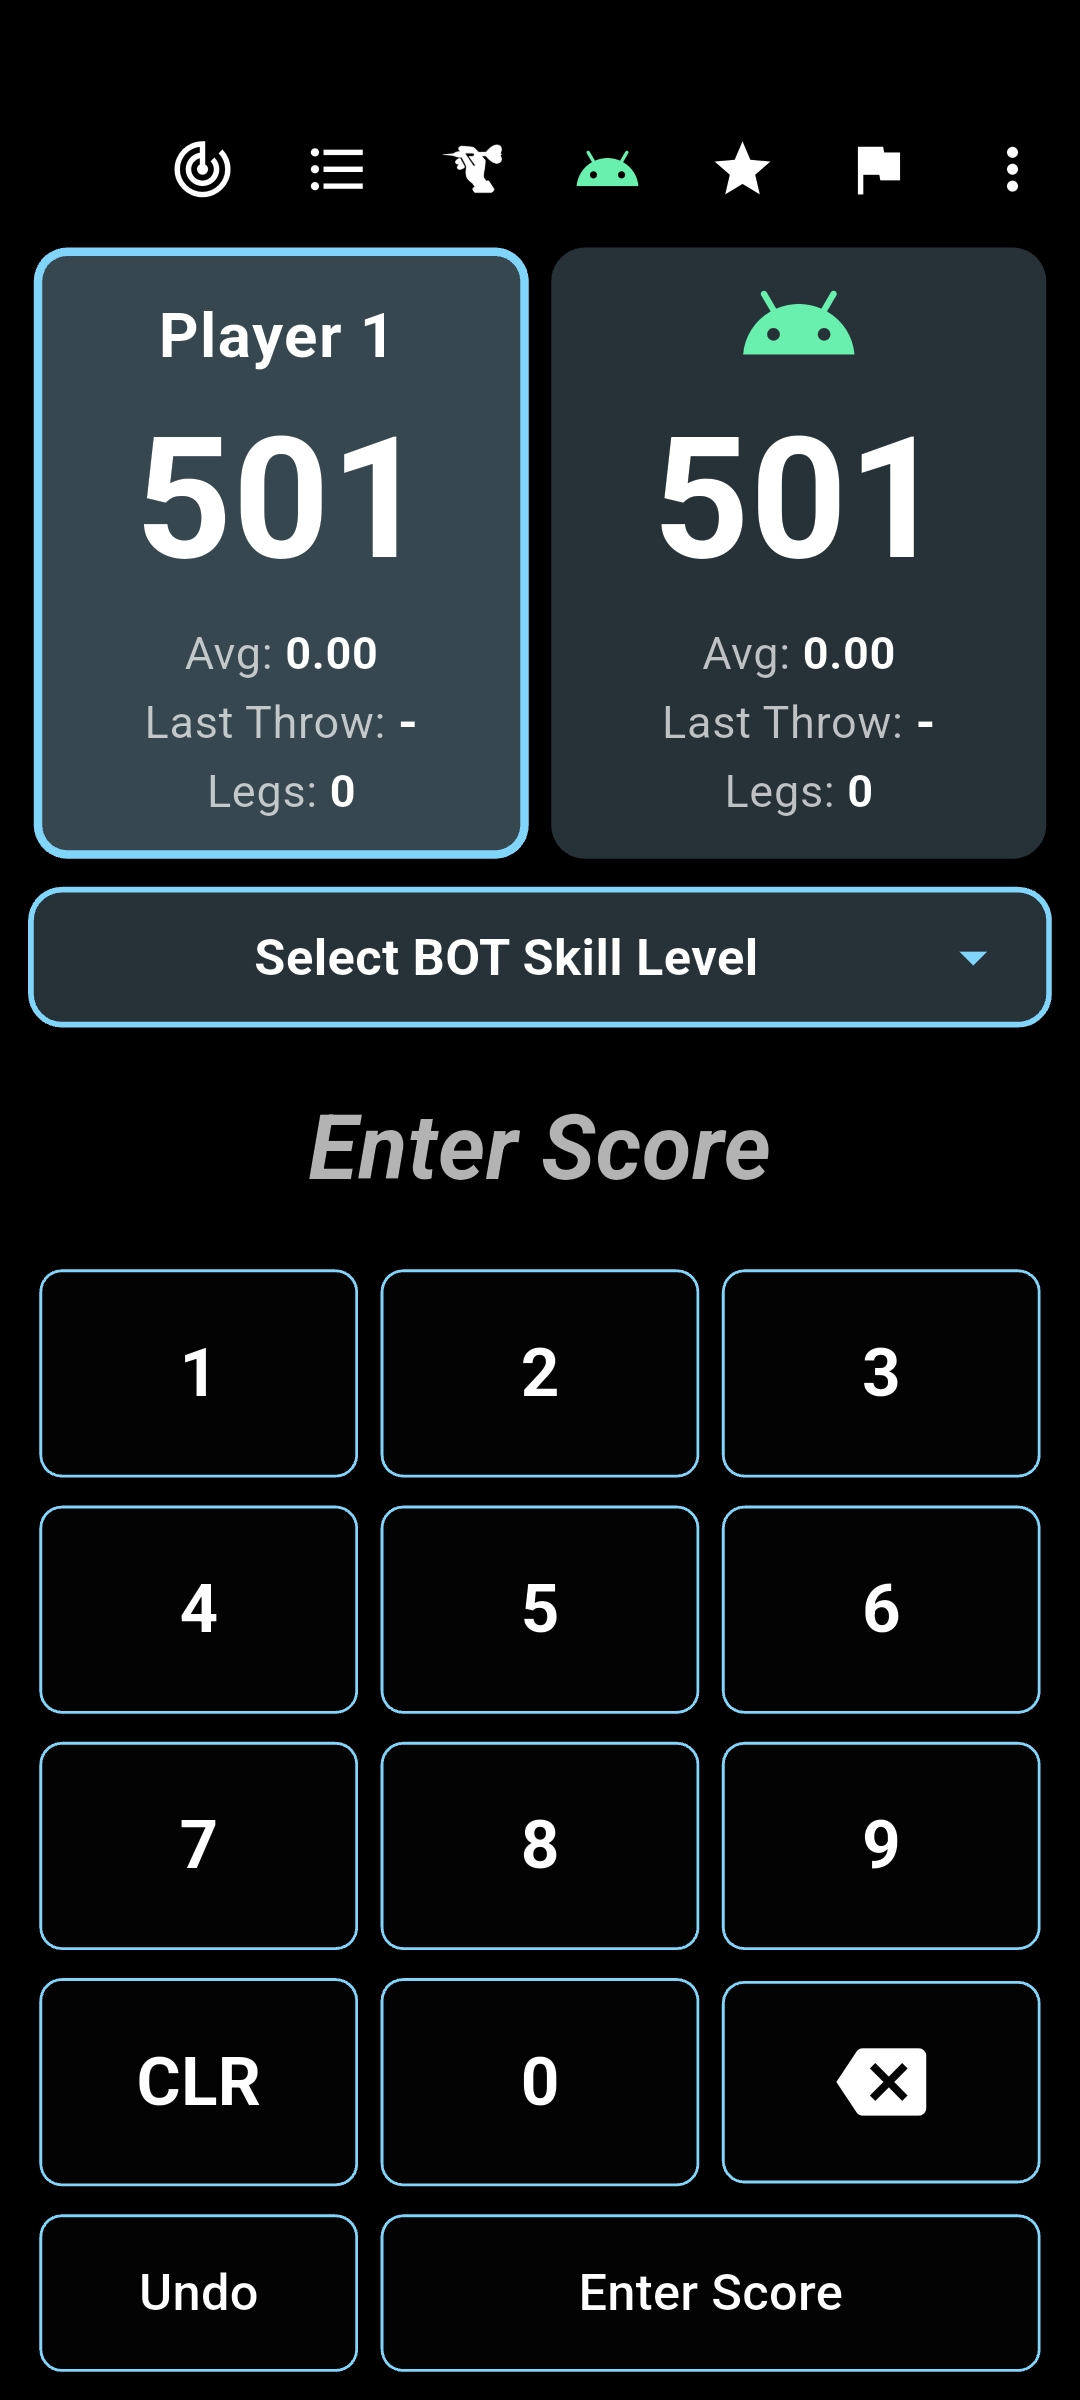 Player 1
501
Avg: 0.00
Last Throw: -
Legs: 0
501
Avg: 0.00
Last Throw: -
Legs: 0
Select BOT Skill Level
Enter Score
1 2 3
4 5 6
7 8 9
CLR 0
Undo Enter Score